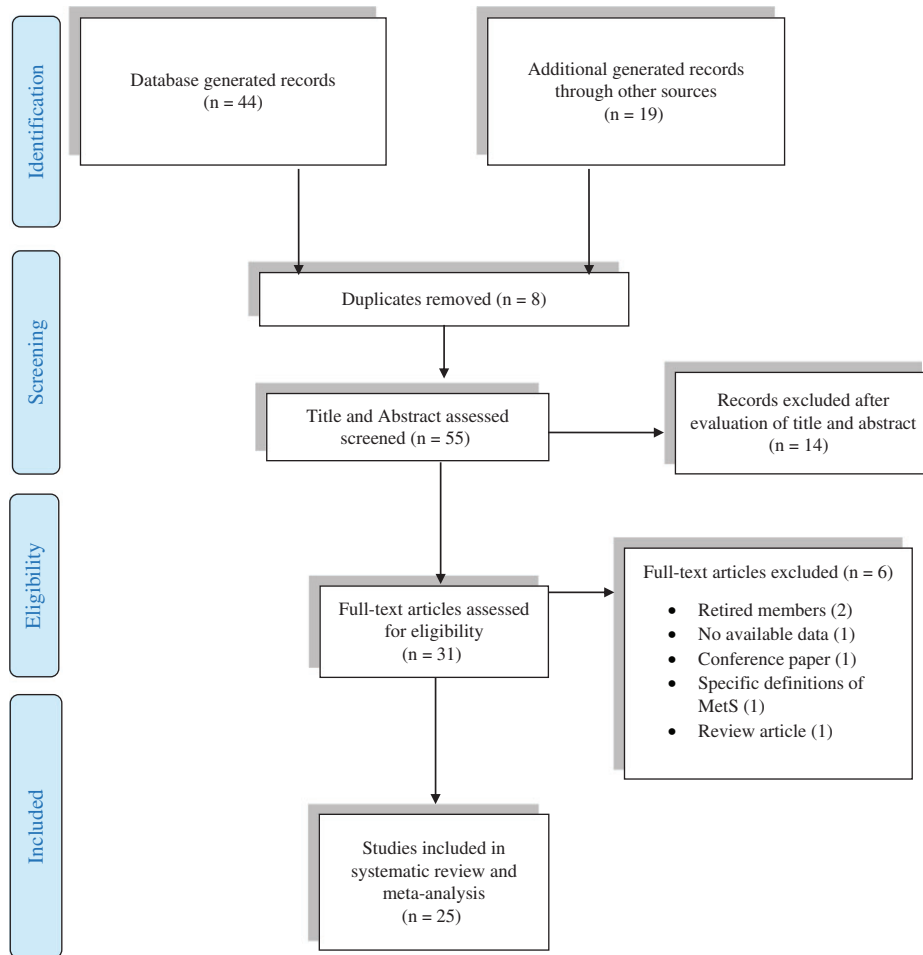 Identification
Database generated records
(n = 44)
Additional generated records
through other sources
(n = 19)
Screening
Duplicates removed (n = 8)
Title and Abstract assessed
screened (n = 55)
Records excluded after
evaluation of title and abstract
(n = 14)
Eligibility
Full-text articles assessed
for eligibility
(n = 31)
Full-text articles excluded (n = 6)
• Retired members (2)
• No available data (1)
• Conference paper (1)
• Specific definitions of
MetS (1)
• Review article (1)
Included
Studies included in
systematic review and
meta-analysis
(n = 25)